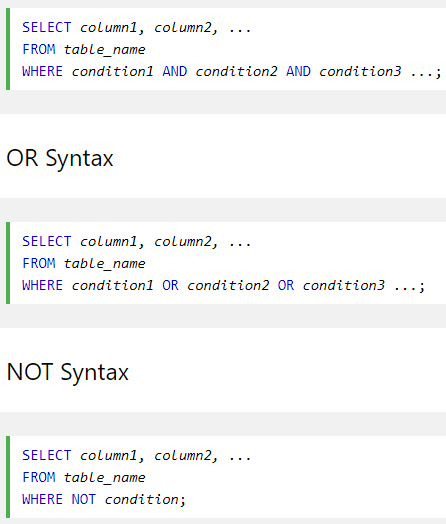 SELECT column1, column2, ...
FROM table_name
WHERE condition1 AND condition2 AND condition3 ...;
OR Syntax
SELECT column1, column2, ...
FROM table_name
WHERE condition1 OR condition2 OR condition3 ...;
NOT Syntax
SELECT column1, column2, ...
FROM table_name
WHERE NOT condition;